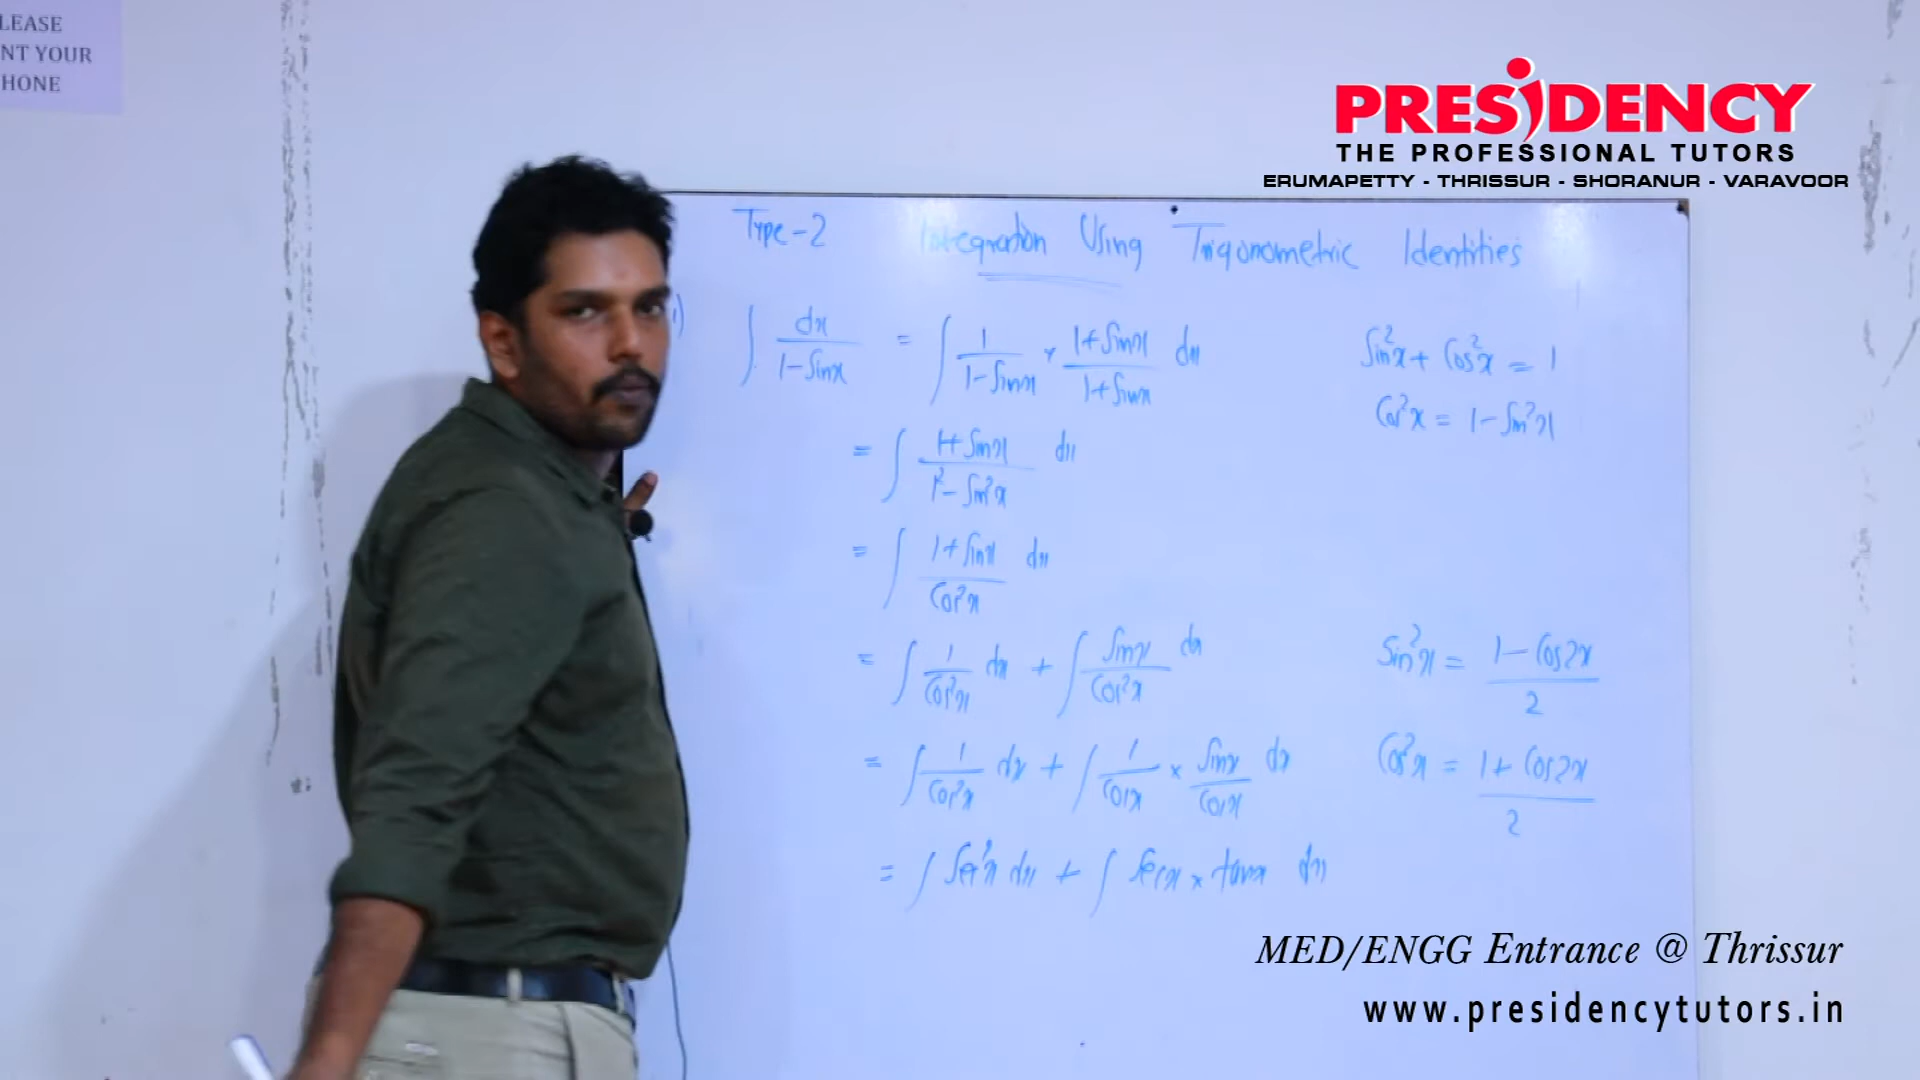 LEASE
NT YOUR
HONE
PRESiDENCY
THE PROFESSIONAL TUTORS
ERUMAPETTY - THRISSUR - SHORANUR - VARAVOOR
Type-2 Integration Using Trigonometric Identities
1) ∫ dx/(1-Sinx) = ∫ 1/(1-Sinx) × (1+Sinx)/(1+Sinx) dx
Sin²x + Cos²x = 1
Cos²x = 1-Sin²x
= ∫ (1+Sinx)/(1²-Sin²x) dx
= ∫ (1+Sinx)/Cos²x dx
= ∫ 1/Cos²x dx + ∫ Sinx/Cos²x dx
Sin²x = (1-Cos2x)/2
= ∫ 1/Cos²x dx + ∫ 1/Cosx × Sinx/Cosx dx
Cos²x = (1+Cos2x)/2
= ∫ Sec²x dx + ∫ Secx × tanx dx
MED/ENGG Entrance @ Thrissur
www.presidencytutors.in